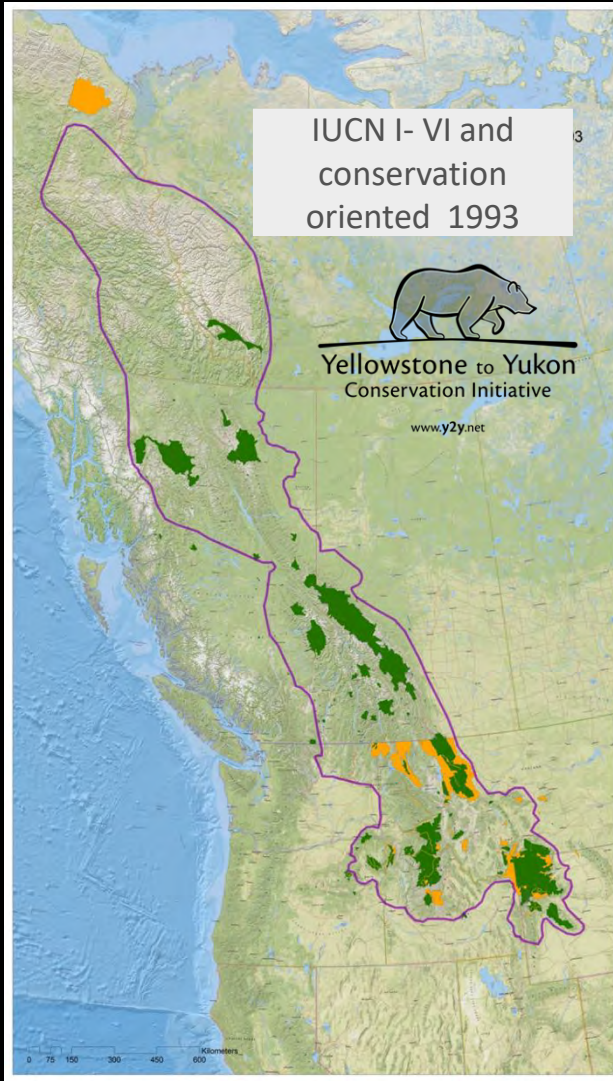 IUCN I- VI and
conservation
oriented 1993
3
Yellowstone to Yukon
Conservation Initiative
www.y2y.net
Kilometers
0 75 150 300 450 600